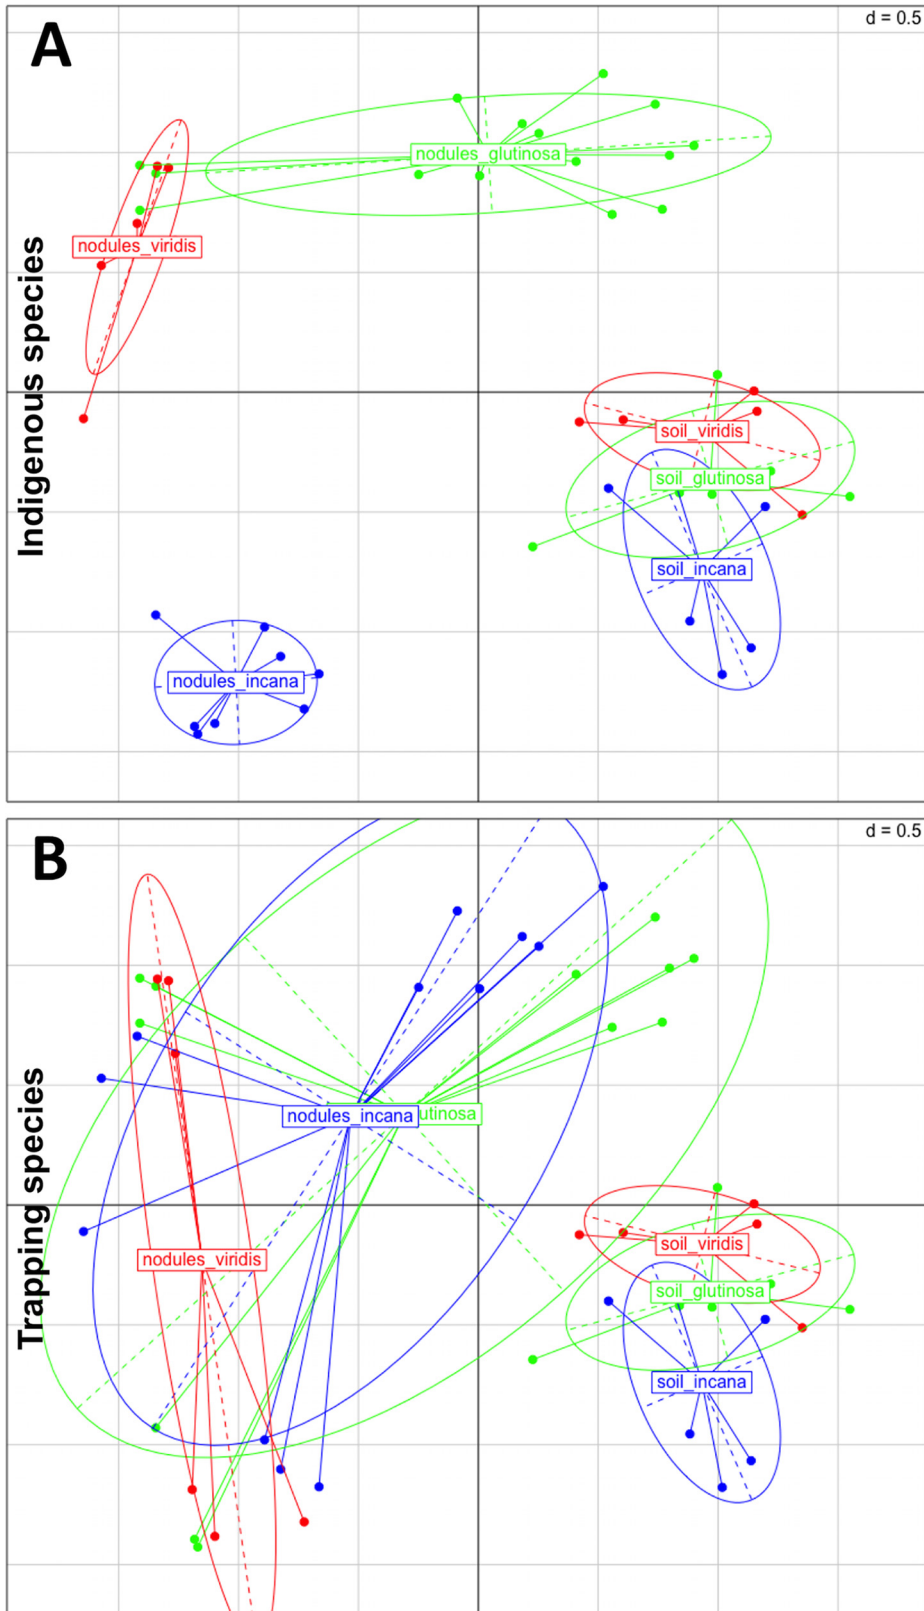 A
d = 0.5
nodules_glutinosa
nodules_viridis
Indigenous species
soil_viridis
soil_glutinosa
soil_incana
nodules_incana
B
d = 0.5
Trapping species
nodules_incana
utinosa
nodules_viridis
soil_viridis
soil_glutinosa
soil_incana